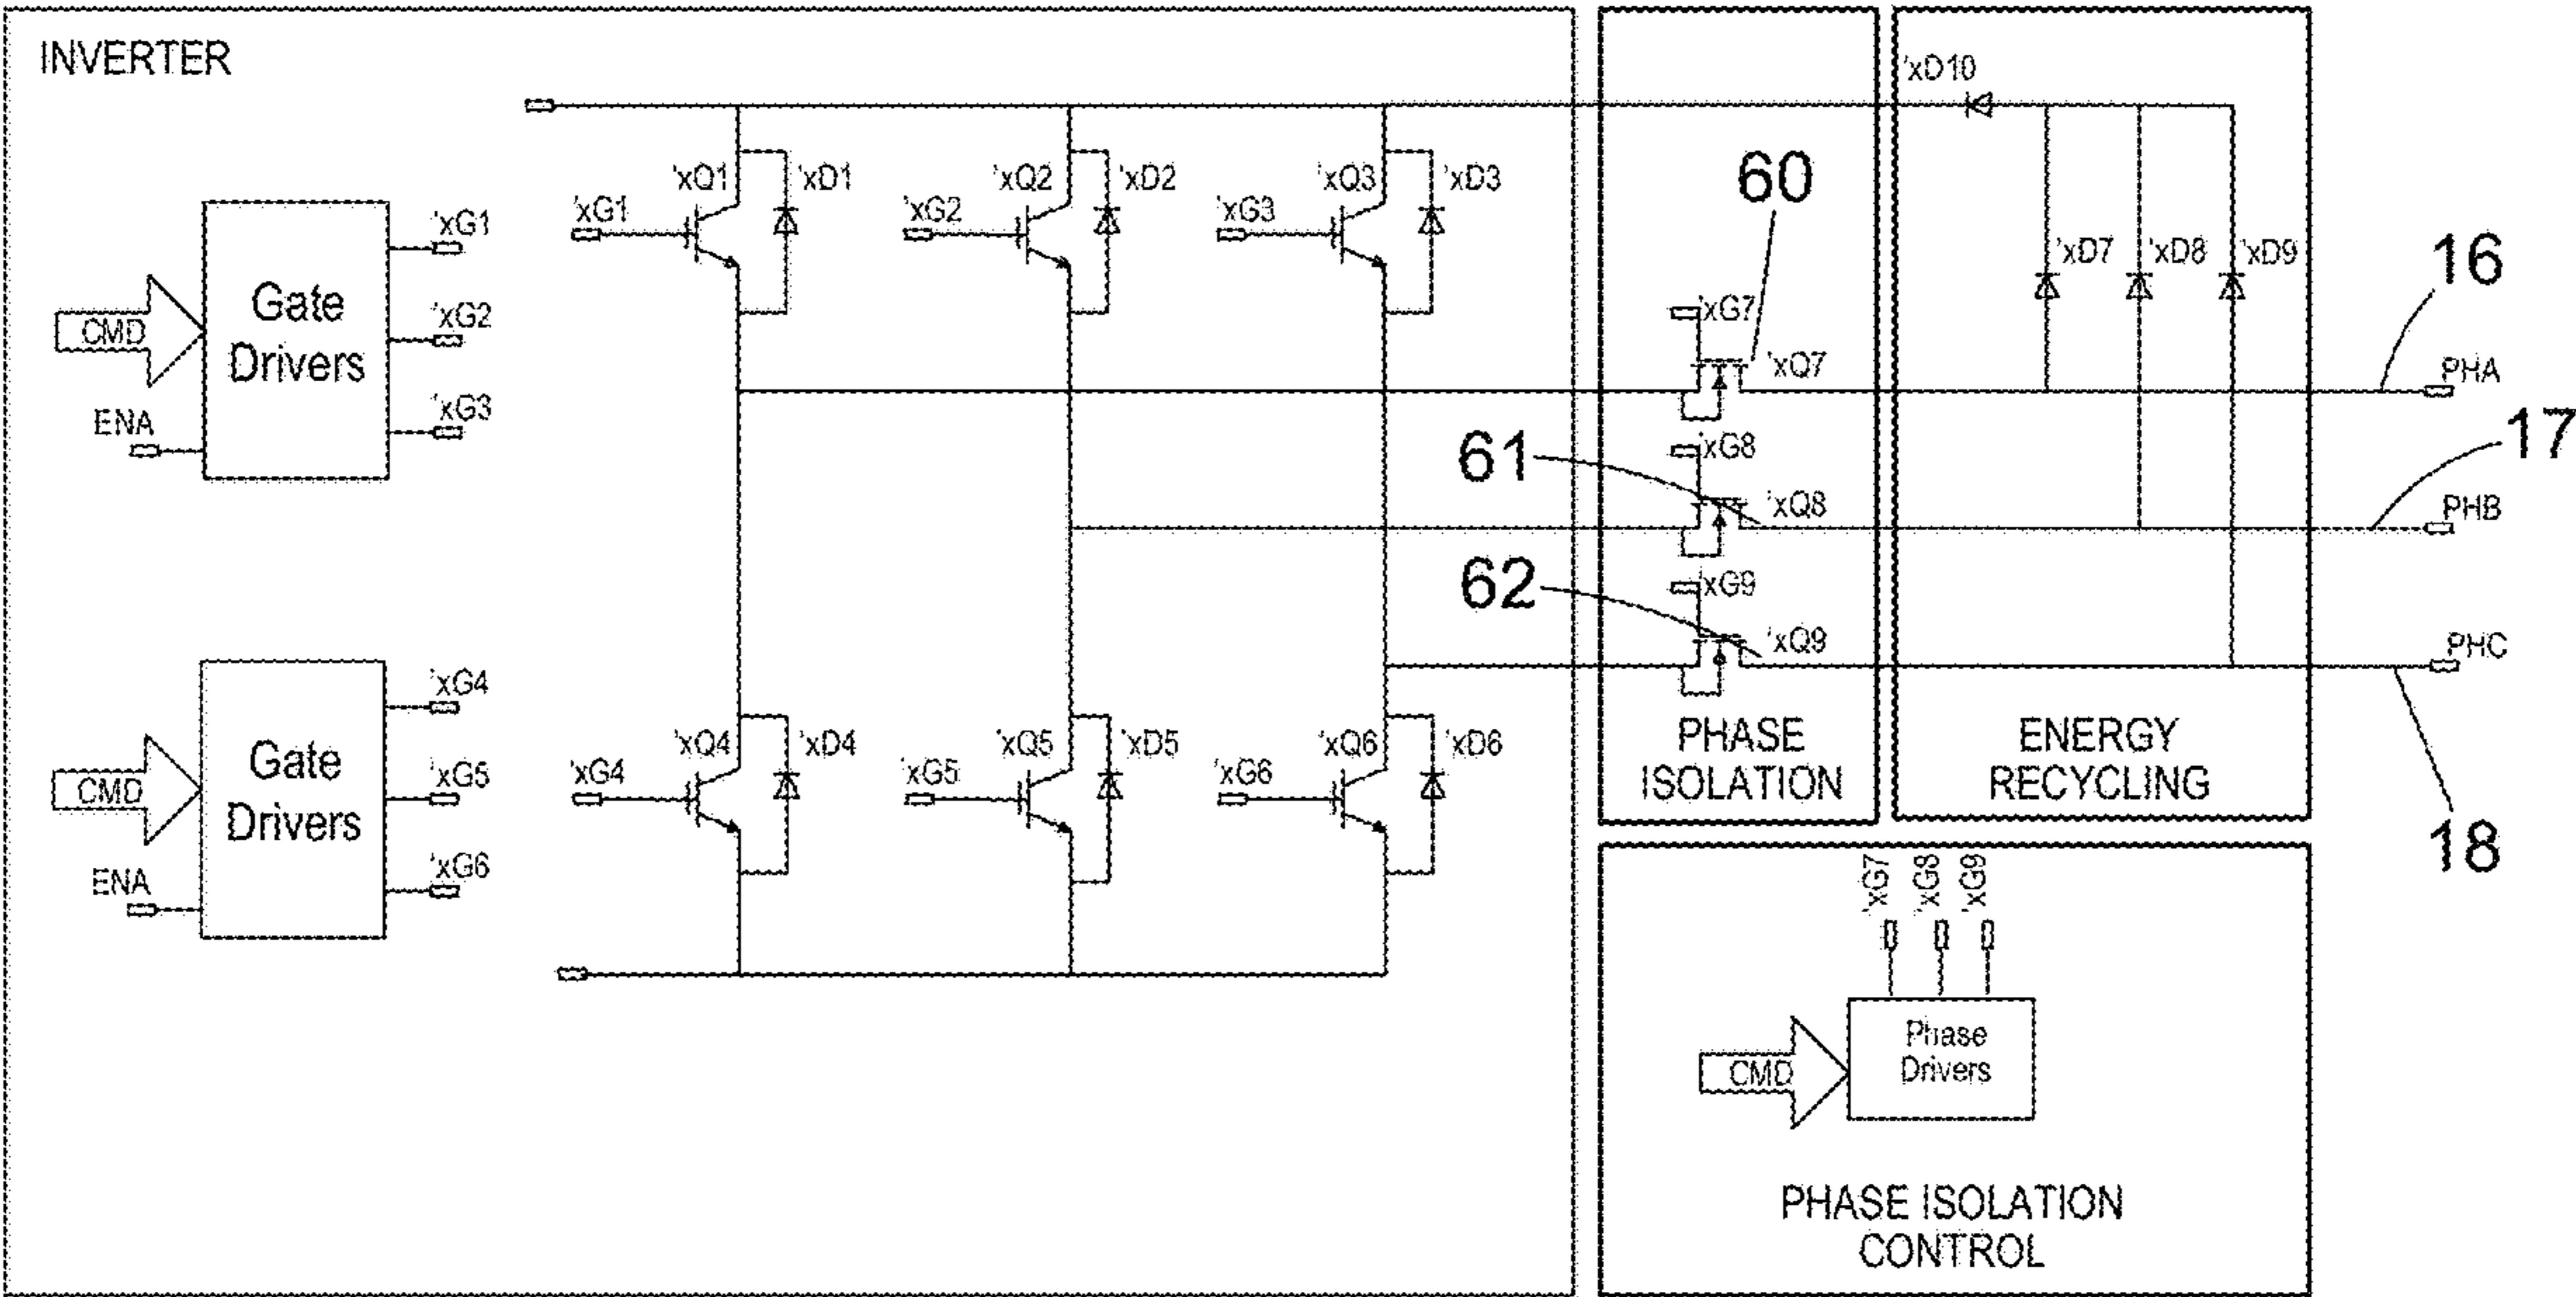 INVERTER
'xD10
'xQ1
'xD1
'xQ2
'xD2
'xQ3
'xD3
60
'xG1
'xG1
'xG2
'xG3
Gate
Drivers
CMD
'xG2
'xG3
ENA
'xD7
'xD8
'xD9
16
'xG7
'xQ7
PHA
17
61
'xG8
'xQ8
PHB
62
'xG9
'xQ9
PHC
18
'xG4
Gate
Drivers
CMD
'xG5
'xG6
ENA
'xQ4
'xD4
'xQ5
'xD5
'xQ6
'xD6
'xG4
'xG5
'xG6
PHASE
ISOLATION
ENERGY
RECYCLING
'xG7
'xG8
'xG9
Phase
Drivers
CMD
PHASE ISOLATION
CONTROL